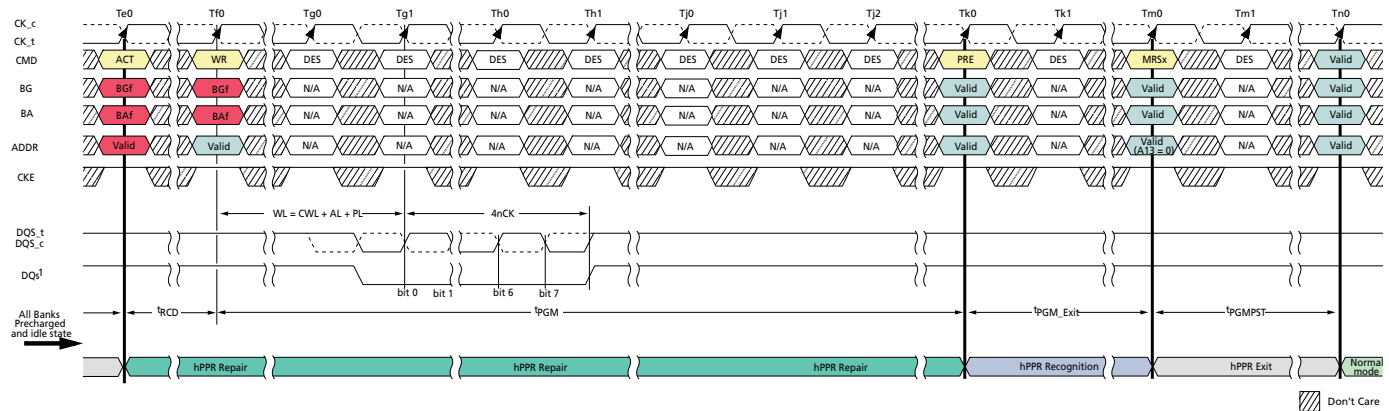 Te0 Tf0 Tg0 Tg1 Th0 Th1 Tj0 Tj1 Tj2 Tk0 Tk1 Tm0 Tm1 Tn0
CK_c
CK_t
CMD ACT WR DES DES DES DES DES DES DES PRE DES MRSx DES Valid
BG BGf BGf N/A N/A N/A N/A N/A N/A N/A Valid N/A Valid N/A Valid
BA BAf BAf N/A N/A N/A N/A N/A N/A N/A Valid N/A Valid N/A Valid
ADDR Valid Valid N/A N/A N/A N/A N/A N/A N/A Valid N/A Valid N/A Valid
(A13 = 0)
CKE
WL = CWL + AL + PL 4nCK
DQS_t
DQS_c
DQs1
bit 0 bit 1 bit 6 bit 7
All Banks
Precharged
and idle state
tRCD tPGM tPGM_Exit tPGMPST
hPPR Repair hPPR Repair hPPR Repair hPPR Recognition hPPR Exit Normal
mode
Don't Care